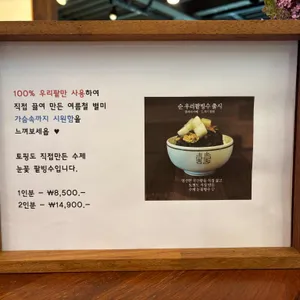 100% 우리팥만 사용하여
직접 끓여 만든 여름철 별미
가슴속까지 시원함을
느껴보세욤 ♥
토핑도 직접만든 수제
눈꽃 팥빙수입니다.
1인분 - ₩8,500.-
2인분 - ₩14,900.-
순 우리팥빙수 출시